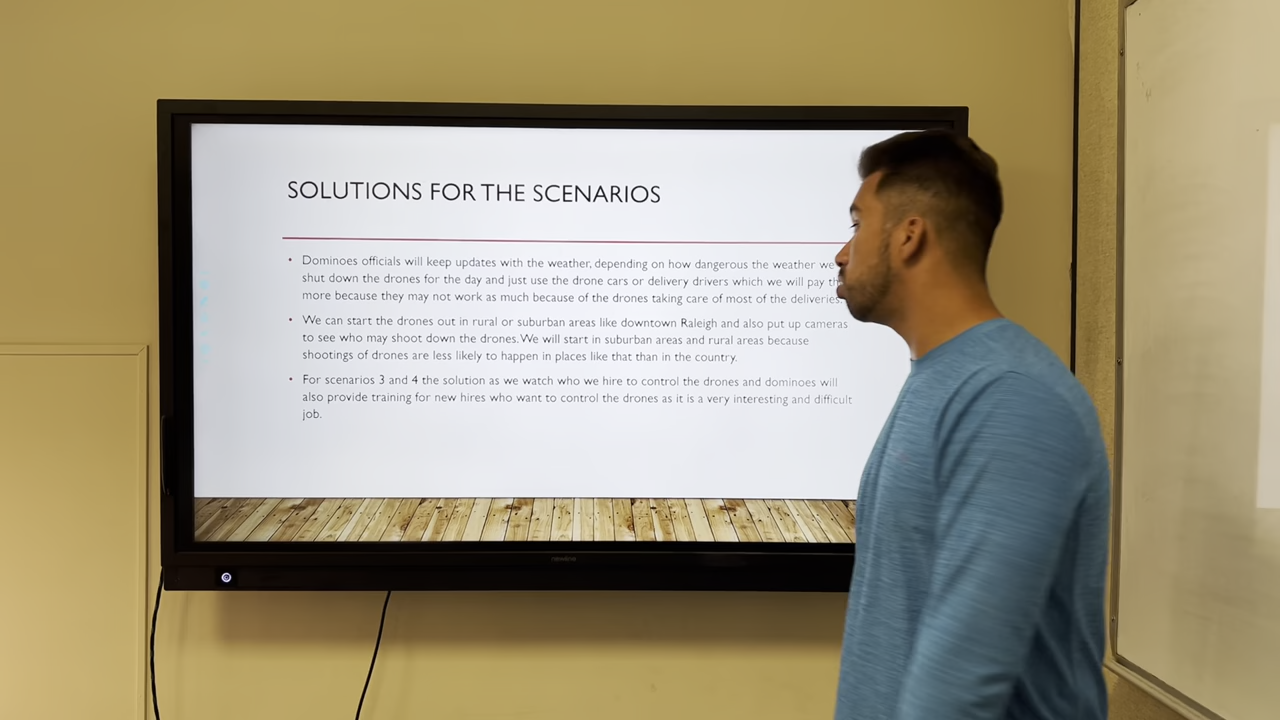 SOLUTIONS FOR THE SCENARIOS
• Dominoes officials will keep updates with the weather, depending on how dangerous the weather we
shut down the drones for the day and just use the drone cars or delivery drivers which we will pay th
more because they may not work as much because of the drones taking care of most of the deliveries.
• We can start the drones out in rural or suburban areas like downtown Raleigh and also put up cameras
to see who may shoot down the drones. We will start in suburban areas and rural areas because
shootings of drones are less likely to happen in places like that than in the country.
• For scenarios 3 and 4 the solution as we watch who we hire to control the drones and dominoes will
also provide training for new hires who want to control the drones as it is a very interesting and difficult
job.
newline